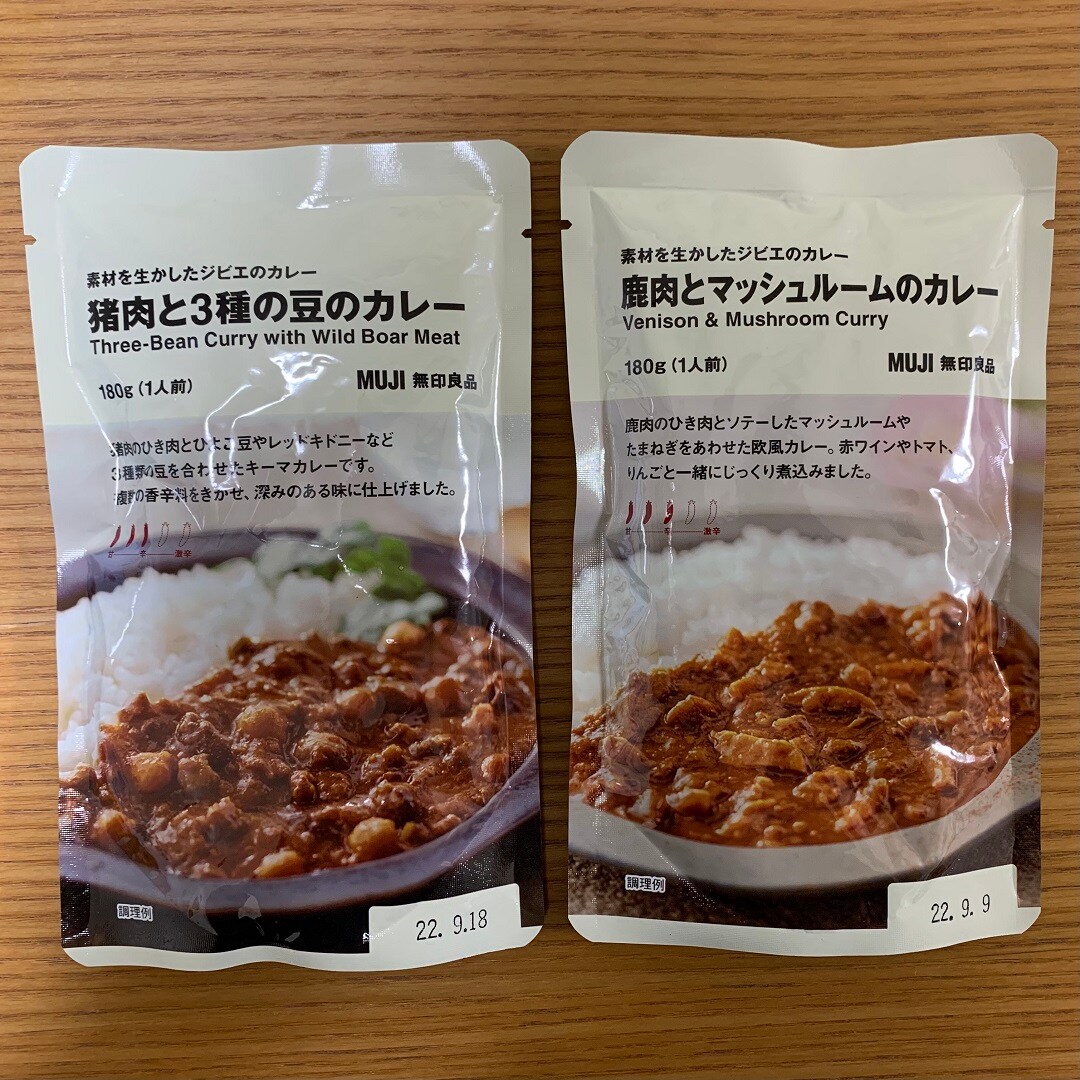 素材を生かしたジビエのカレー
猪肉と3種の豆のカレー
Three-Bean Curry with Wild Boar Meat
180g(1人前)
MUJI 無印良品
猪肉のひき肉とひよこ豆やレッドキドニーなど
3種類の豆を合わせたキーマカレーです。
の香辛料をきかせ、深みのある味に仕上げました。
甘 辛 激辛
調理例
22. 9.18
素材を生かしたジビエのカレー
鹿肉とマッシュルームのカレー
Venison & Mushroom Curry
180g(1人前)
MUJI 無印良品
鹿肉のひき肉とソテーしたマッシュルームや
たまねぎをあわせた欧風カレー。赤ワインやトマト、
りんごと一緒にじっくり煮込みました。
甘 辛 激辛
調理例
22. 9. 9